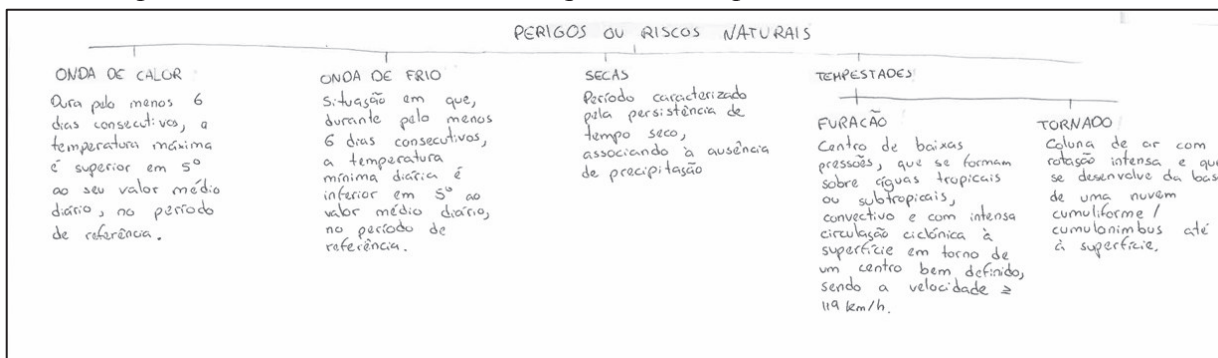 PERIGOS OU RISCOS NATURAIS
ONDA DE CALOR
Dura pelo menos 6
dias consecutivos, a
temperatura máxima
é superior em 5º
ao seu valor médio
diário, no período
de referência.
ONDA DE FRIO
Situasão em que,
durante pelo menos
6 dias consecutivos,
a temperatura
mínima diária é
inferior em 5º ao
valor médio diário,
no período de
referência.
SECAS
Período caracterizado
pela persistência de
tempo seco,
associando à ausência
de precipitação
TEMPESTADES
FURACÃO
Centro de baixas
pressões, que se formam
sobre águas tropicais
ou subtropicais,
convectivo e com intensa
circulação ciclónica à
superfície em torno de
um centro bem definido,
sendo a velocidade ≥
119 km/h.
TORNADO
Coluna de ar com
rotação intensa e que
se desenvolve da base
de uma nuvem
cumuliforme /
cumulonimbus até
à superfície.